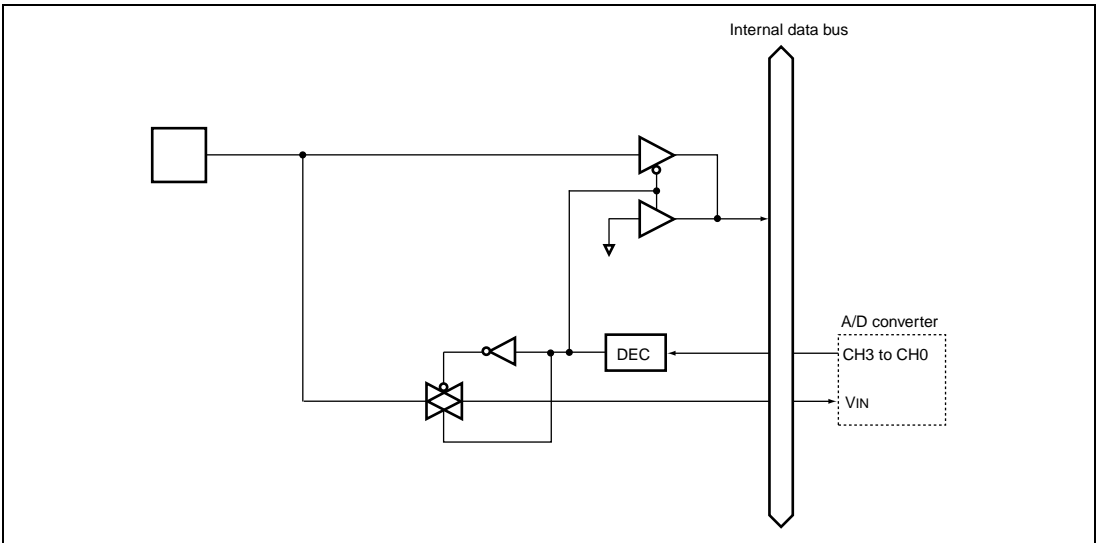 Internal data bus
A/D converter
DEC
CH3 to CH0
VIN